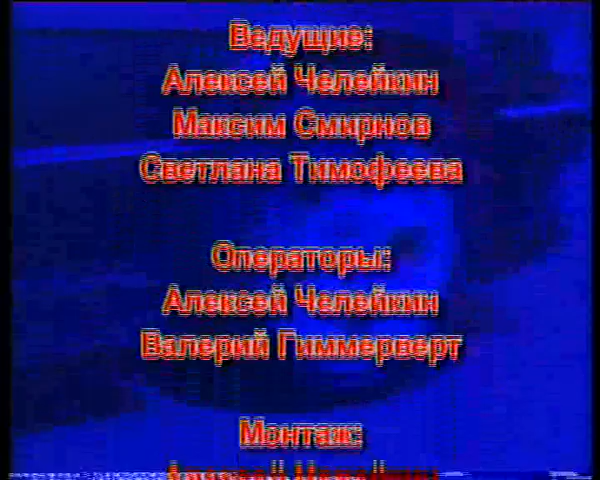 Ведущие:
Алексей Челейкин
Максим Смирнов
Светлана Тимофеева
Операторы:
Алексей Челейкин
Валерий Гиммерверт
Монтаж: